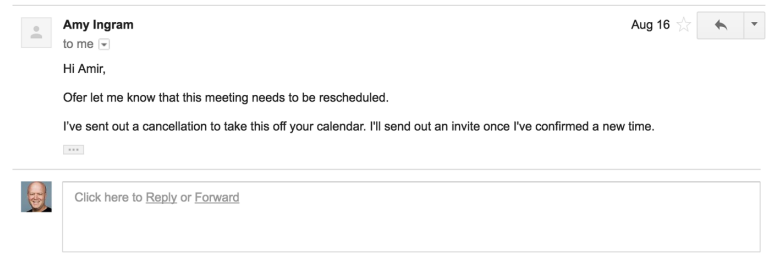 Amy Ingram Aug 16
to me
Hi Amir,
Ofer let me know that this meeting needs to be rescheduled.
I've sent out a cancellation to take this off your calendar. I'll send out an invite once I've confirmed a new time.
Click here to Reply or Forward